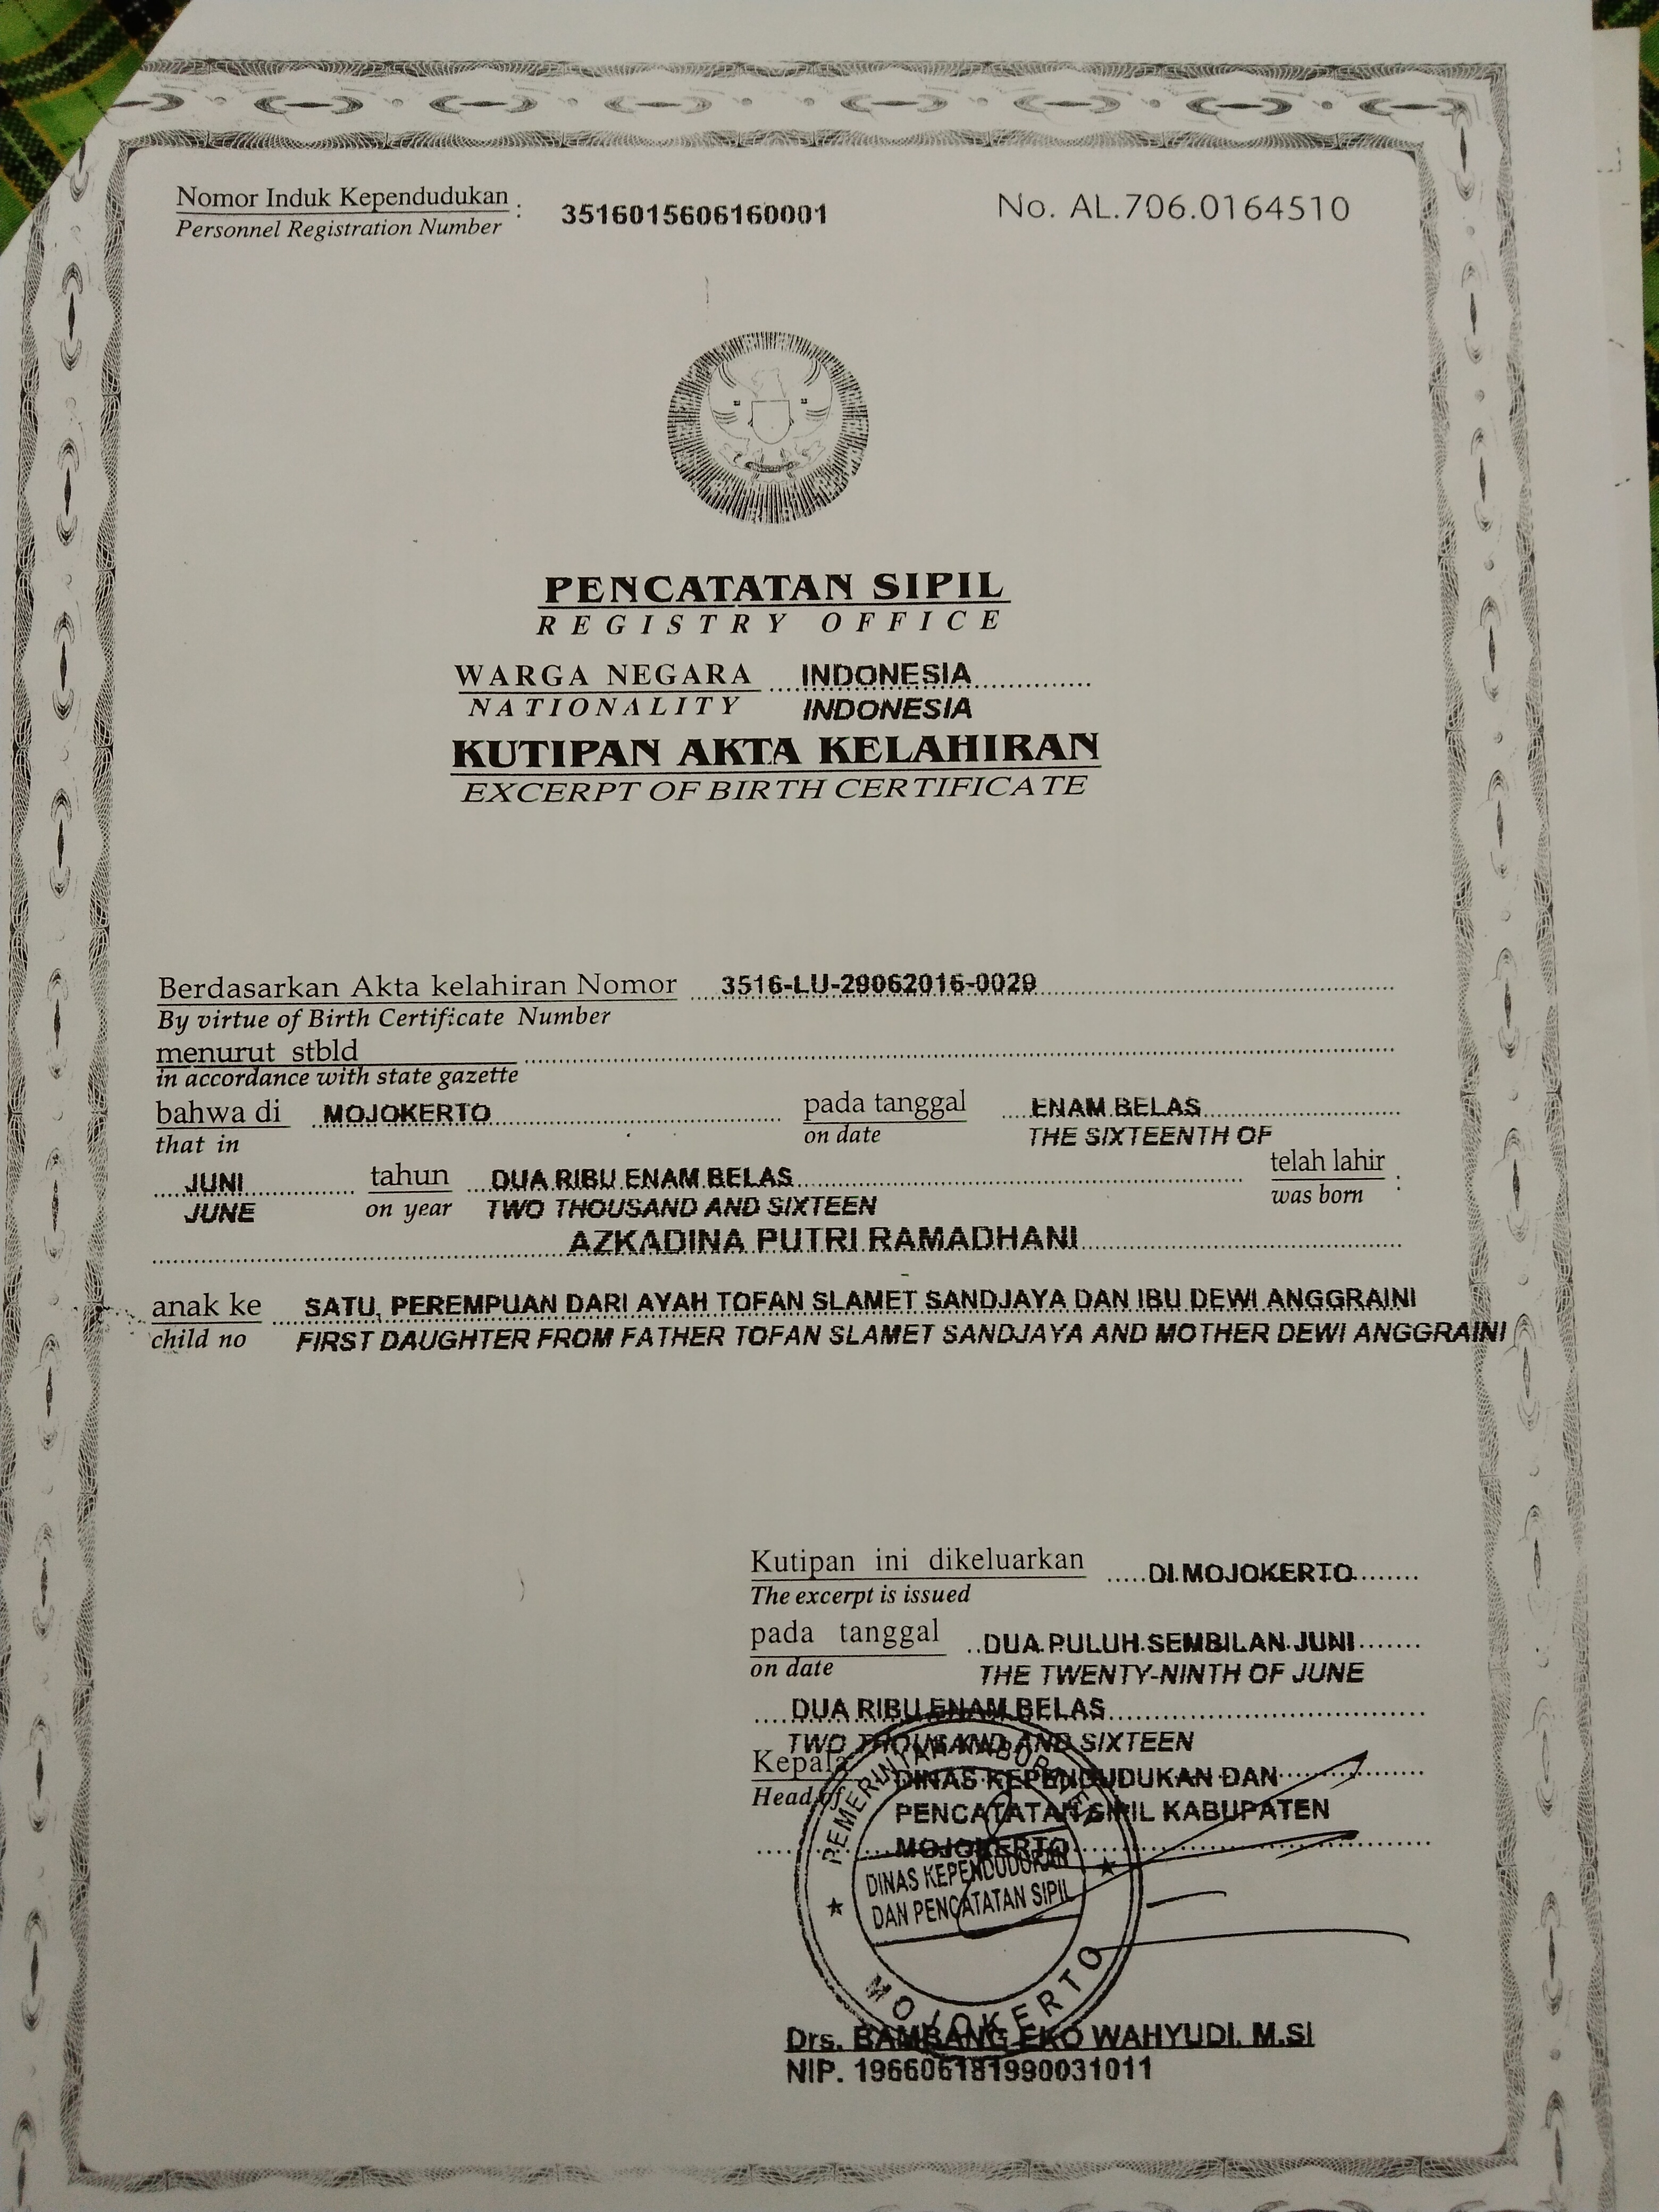 Nomor Induk Kependudukan : 3516015606160001 No. AL.706.0164510
Personnel Registration Number
PENCATATAN SIPIL
REGISTRY OFFICE
WARGA NEGARA INDONESIA
NATIONALITY INDONESIA
KUTIPAN AKTA KELAHIRAN
EXCERPT OF BIRTH CERTIFICATE
Berdasarkan Akta kelahiran Nomor 3516-LU-29062016-0029
By virtue of Birth Certificate Number
menurut stbld
in accordance with state gazette
bahwa di MOJOKERTO pada tanggal ENAM BELAS
that in on date THE SIXTEENTH OF
JUNI tahun DUA RIBU ENAM BELAS telah lahir :
JUNE on year TWO THOUSAND AND SIXTEEN was born
AZKADINA PUTRI RAMADHANI
anak ke SATU, PEREMPUAN DARI AYAH TOFAN SLAMET SANDJAYA DAN IBU DEWI ANGGRAINI
child no FIRST DAUGHTER FROM FATHER TOFAN SLAMET SANDJAYA AND MOTHER DEWI ANGGRAINI
Kutipan ini dikeluarkan DI MOJOKERTO
The excerpt is issued
pada tanggal DUA PULUH SEMBILAN JUNI
on date THE TWENTY-NINTH OF JUNE
DUA RIBU ENAM BELAS
TWO THOUSAND AND SIXTEEN
Kepala DINAS KEPENDUDUKAN DAN
Head of PENCATATAN SIPIL KABUPATEN
MOJOKERTO
PEMERINTAH KABUPATEN
DINAS KEPENDUDUKAN
DAN PENCATATAN SIPIL
MOJOKERTO
Drs. BAMBANG EKO WAHYUDI, M.SI
NIP. 196606181990031011